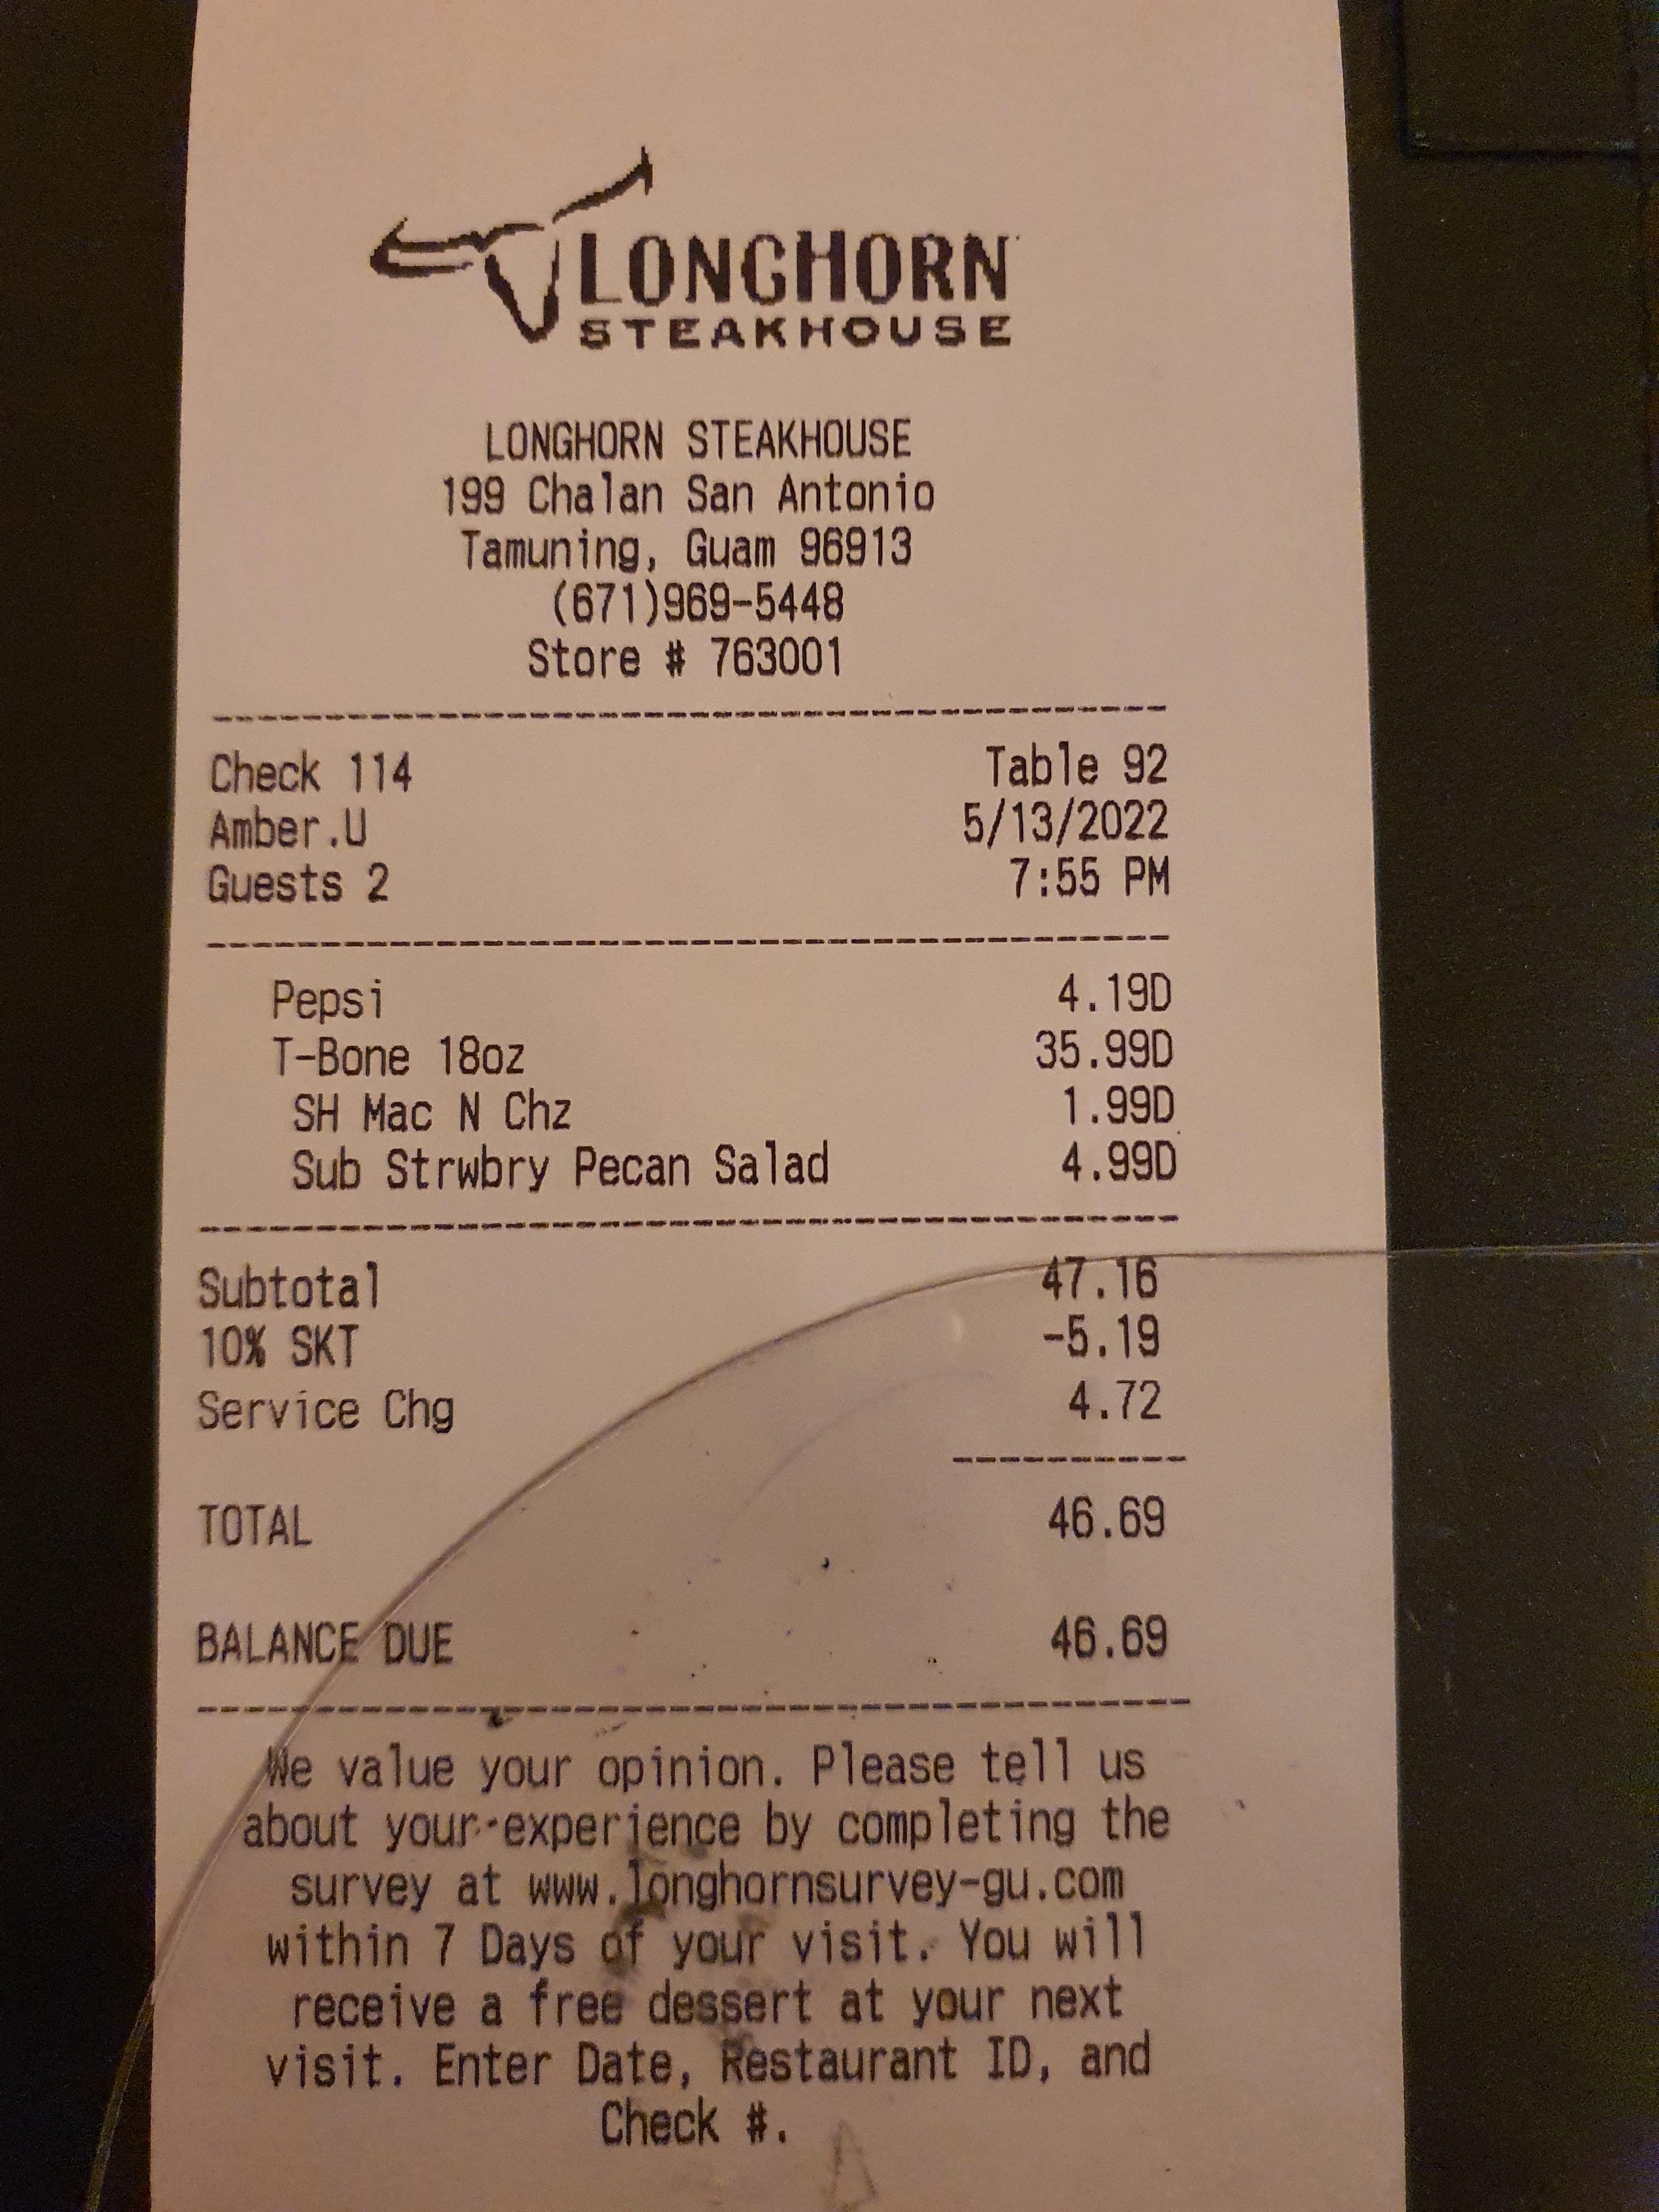 LONGHORN
STEAKHOUSE
LONGHORN STEAKHOUSE
199 Chalan San Antonio
Tamuning, Guam 96913
(671)969-5448
Store # 763001
Check 114 Table 92
Amber.U 5/13/2022
Guests 2 7:55 PM
Pepsi 4.19D
T-Bone 18oz 35.99D
SH Mac N Chz 1.99D
Sub Strwbry Pecan Salad 4.99D
Subtotal 47.16
10% SKT -5.19
Service Chg 4.72
TOTAL 46.69
BALANCE DUE 46.69
We value your opinion. Please tell us
about your experience by completing the
survey at www.longhornsurvey-gu.com
within 7 Days of your visit. You will
receive a free dessert at your next
visit. Enter Date, Restaurant ID, and
Check #.